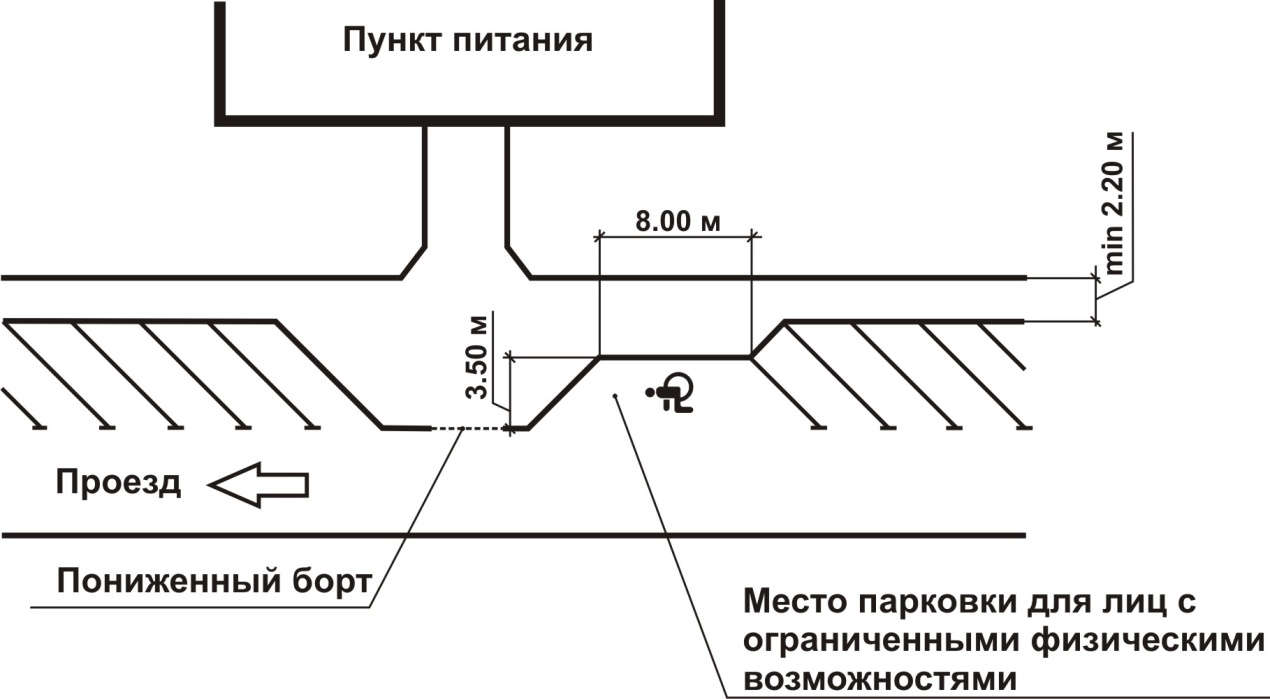 Пункт питания
min 2.20 м
8.00 м
3.50 м
Проезд
Пониженный борт
Место парковки для лиц с
ограниченными физическими
возможностями